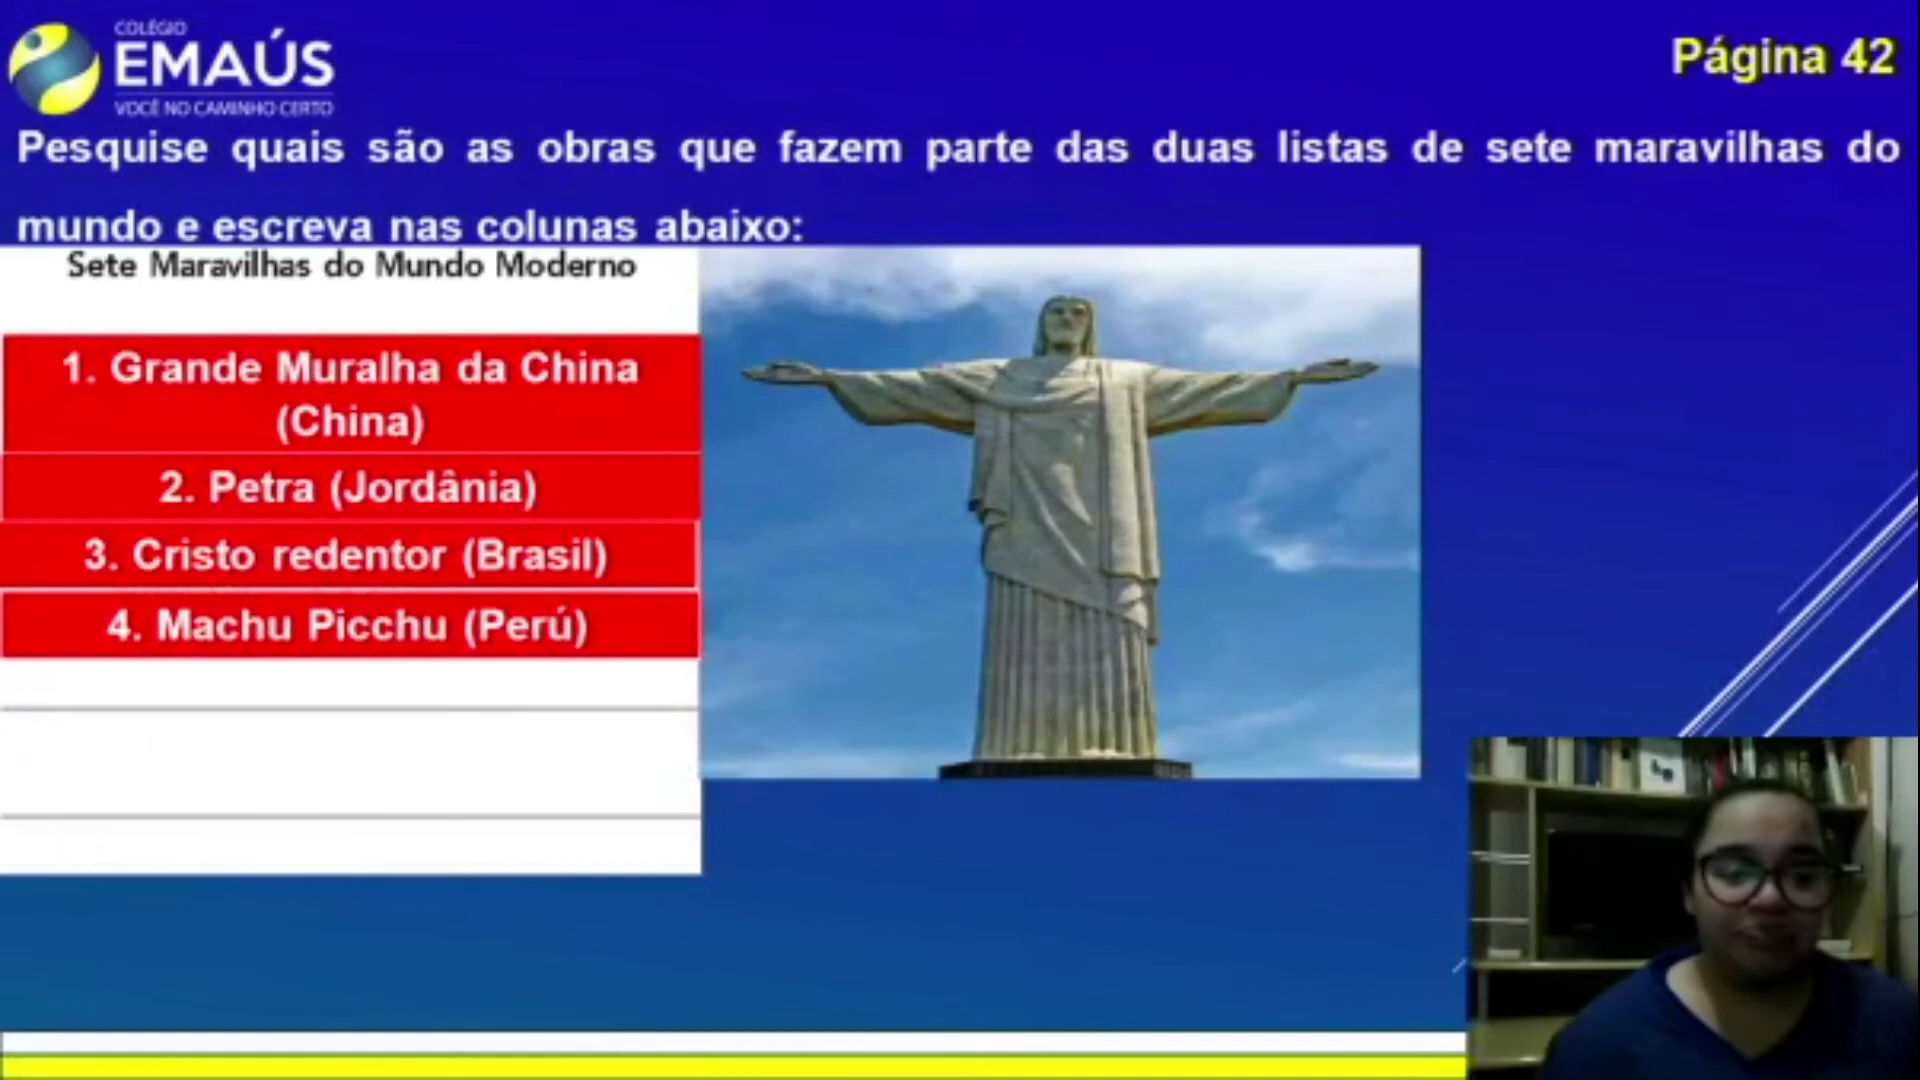 COLÉGIO
EMAÚS
VOCÊ NO CAMINHO CERTO
Página 42
Pesquise quais são as obras que fazem parte das duas listas de sete maravilhas do
mundo e escreva nas colunas abaixo:
Sete Maravilhas do Mundo Moderno
1. Grande Muralha da China
(China)
2. Petra (Jordânia)
3. Cristo redentor (Brasil)
4. Machu Picchu (Perú)